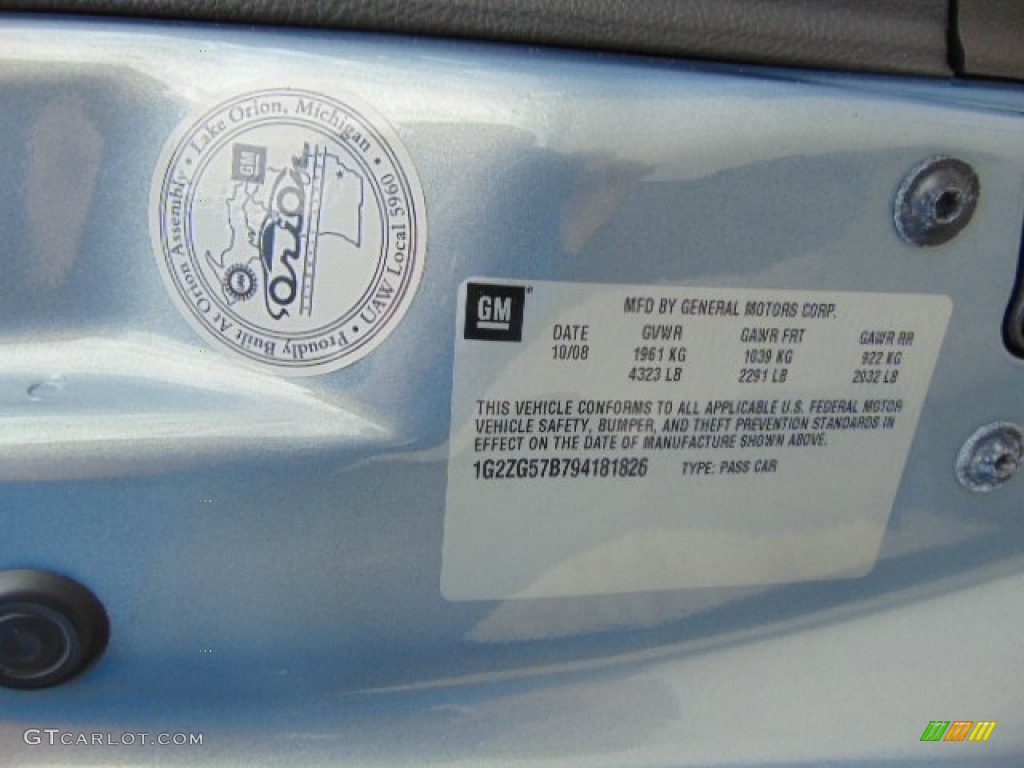 Proudly Built At Orion Assembly • Lake Orion, Michigan • UAW Local 5960 •
GM
Orion
GM
MFD BY GENERAL MOTORS CORP.
DATE GVWR GAWR FRT GAWR RR
10/08 1961 KG 1039 KG 922 KG
4323 LB 2291 LB 2032 LB
THIS VEHICLE CONFORMS TO ALL APPLICABLE U.S. FEDERAL MOTOR
VEHICLE SAFETY, BUMPER, AND THEFT PREVENTION STANDARDS IN
EFFECT ON THE DATE OF MANUFACTURE SHOWN ABOVE.
1G2ZG57B794181826 TYPE: PASS CAR
GTCARLOT.COM